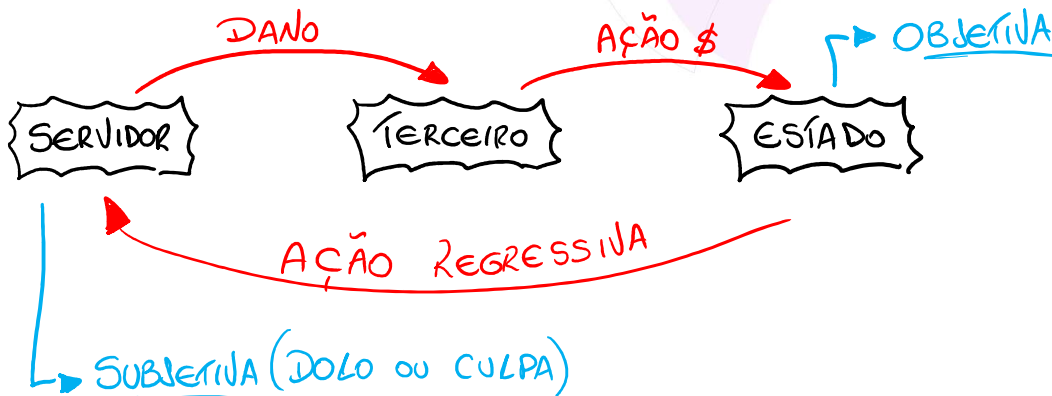 DANO
AÇÃO $
OBJETIVA
SERVIDOR
TERCEIRO
ESTADO
AÇÃO REGRESSIVA
SUBJETIVA (DOLO OU CULPA)